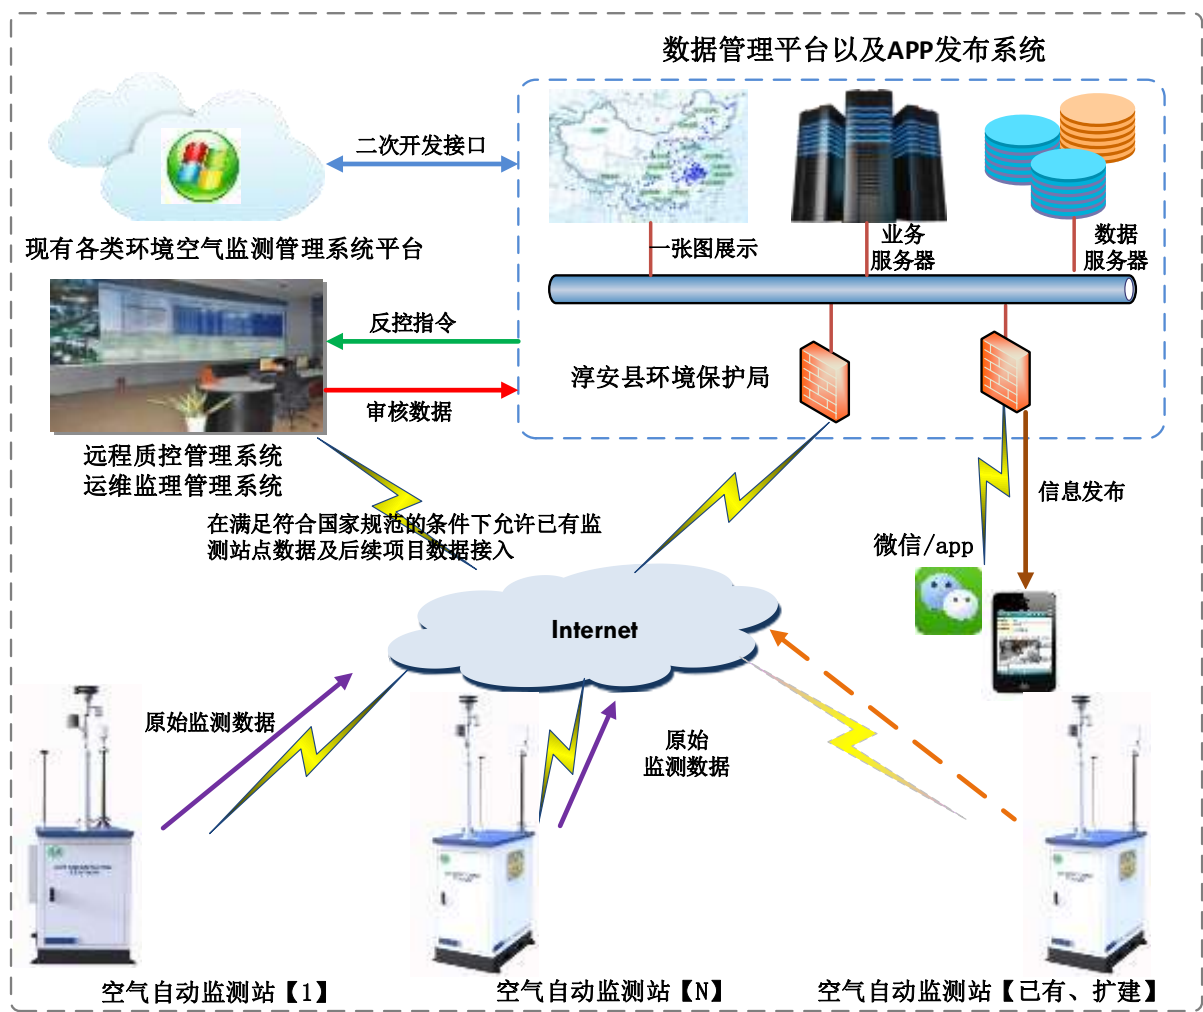 数据管理平台以及APP发布系统
二次开发接口
现有各类环境空气监测管理系统平台
一张图展示
业务
服务器
数据
服务器
反控指令
审核数据
淳安县环境保护局
远程质控管理系统
运维监理管理系统
信息发布
在满足符合国家规范的条件下允许已有监
测站点数据及后续项目数据接入
微信/app
Internet
原始监测数据
原始
监测数据
空气自动监测站【1】
空气自动监测站【N】
空气自动监测站【已有、扩建】